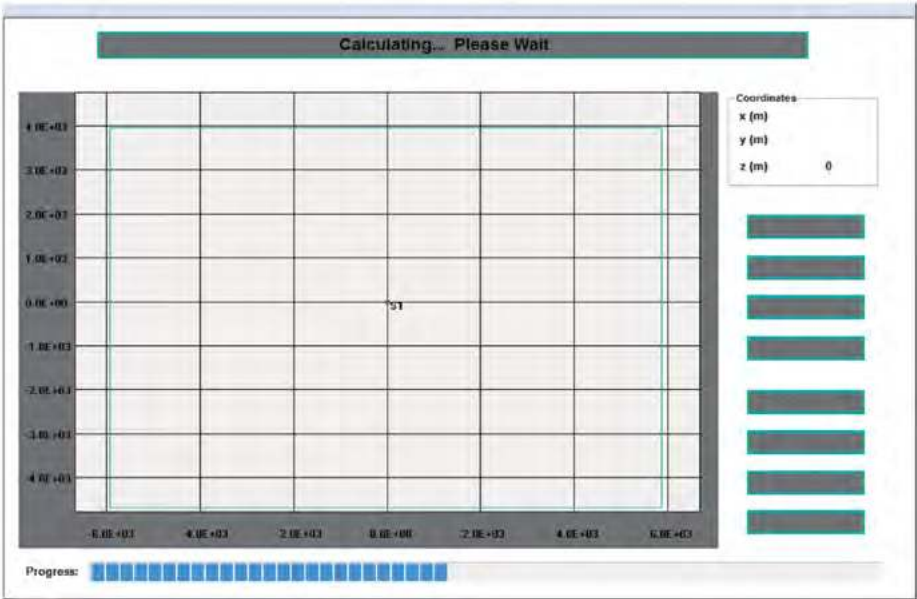 Calculating... Please Wait
Coordinates
x (m)
y (m)
z (m) 0
4.0E+03
3.0E+03
2.0E+03
1.0E+03
0.0E+00
-1.0E+03
-2.0E+03
-3.0E+03
-4.0E+03
S1
-6.0E+03 -4.0E+03 -2.0E+03 0.0E+00 2.0E+03 4.0E+03 6.0E+03
Progress: